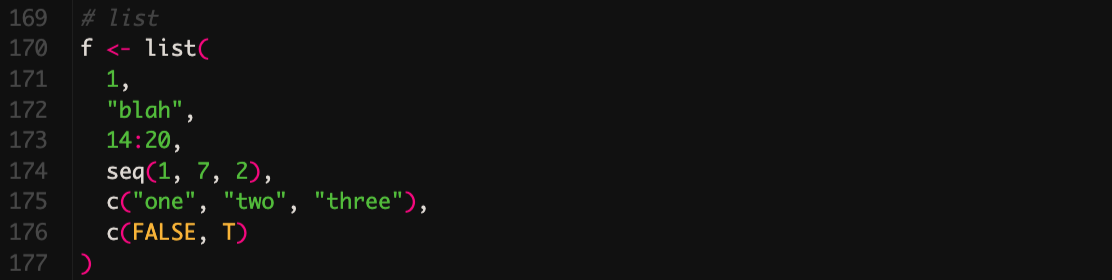 169 # list
170 f <- list(
171   1,
172   "blah",
173   14:20,
174   seq(1, 7, 2),
175   c("one", "two", "three"),
176   c(FALSE, T)
177 )